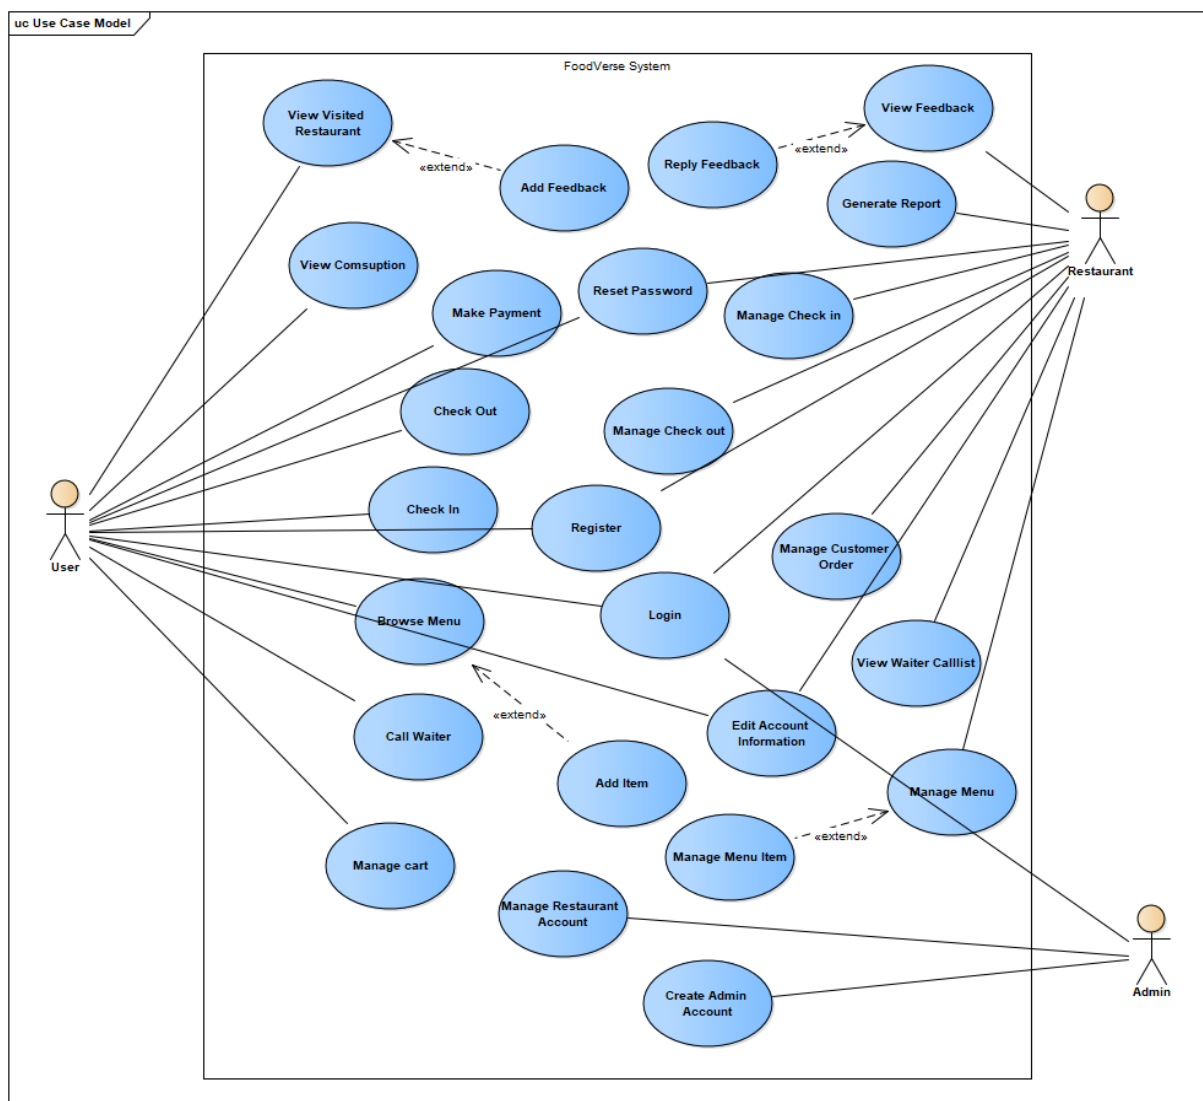 uc Use Case Model
FoodVerse System
View Visited
Restaurant
View Feedback
Reply Feedback
«extend»
«extend»
Add Feedback
Generate Report
View Comsuption
Reset Password
Make Payment
Manage Check in
Restaurant
Check Out
Manage Check out
Check In
Register
User
Manage Customer
Order
Browse Menu
Login
View Waiter Calllist
«extend»
Call Waiter
Edit Account
Information
Add Item
Manage Menu
«extend»
Manage Menu Item
Manage cart
Manage Restaurant
Account
Create Admin
Account
Admin